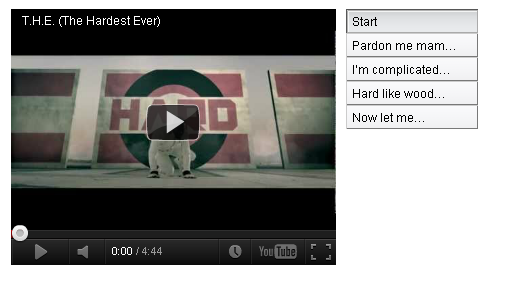 T.H.E. (The Hardest Ever)
HARD
0:00 / 4:44
YouTube
Start
Pardon me mam...
I'm complicated...
Hard like wood...
Now let me...